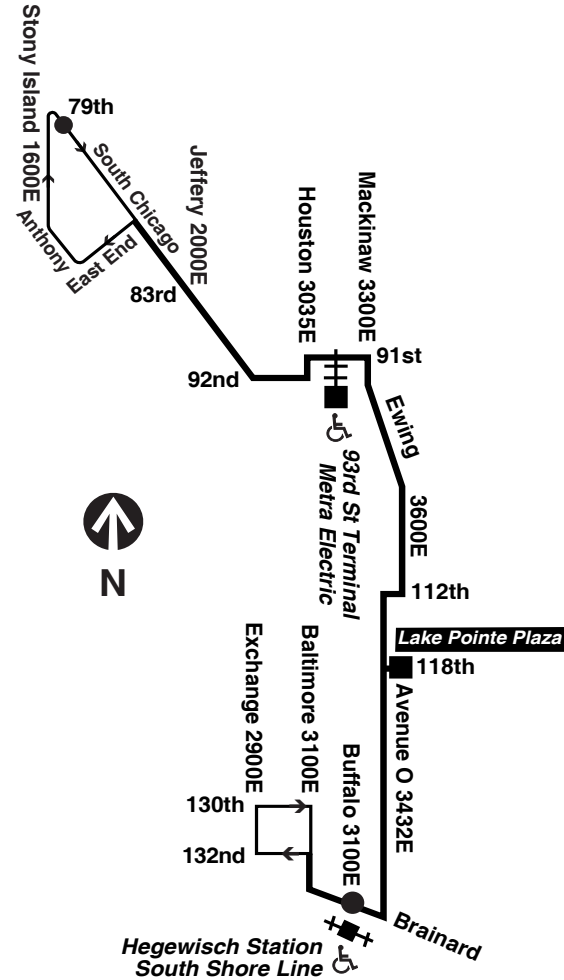 Stony Island 1600E
79th
South Chicago
Jeffery 2000E
Anthony
East End
83rd
92nd
Houston 3035E
Mackinaw 3300E
91st
Ewing
93rd St Terminal
Metra Electric
3600E
N
112th
Lake Pointe Plaza
118th
Avenue O 3432E
Exchange 2900E
Baltimore 3100E
Buffalo 3100E
130th
132nd
Brainard
Hegewisch Station
South Shore Line